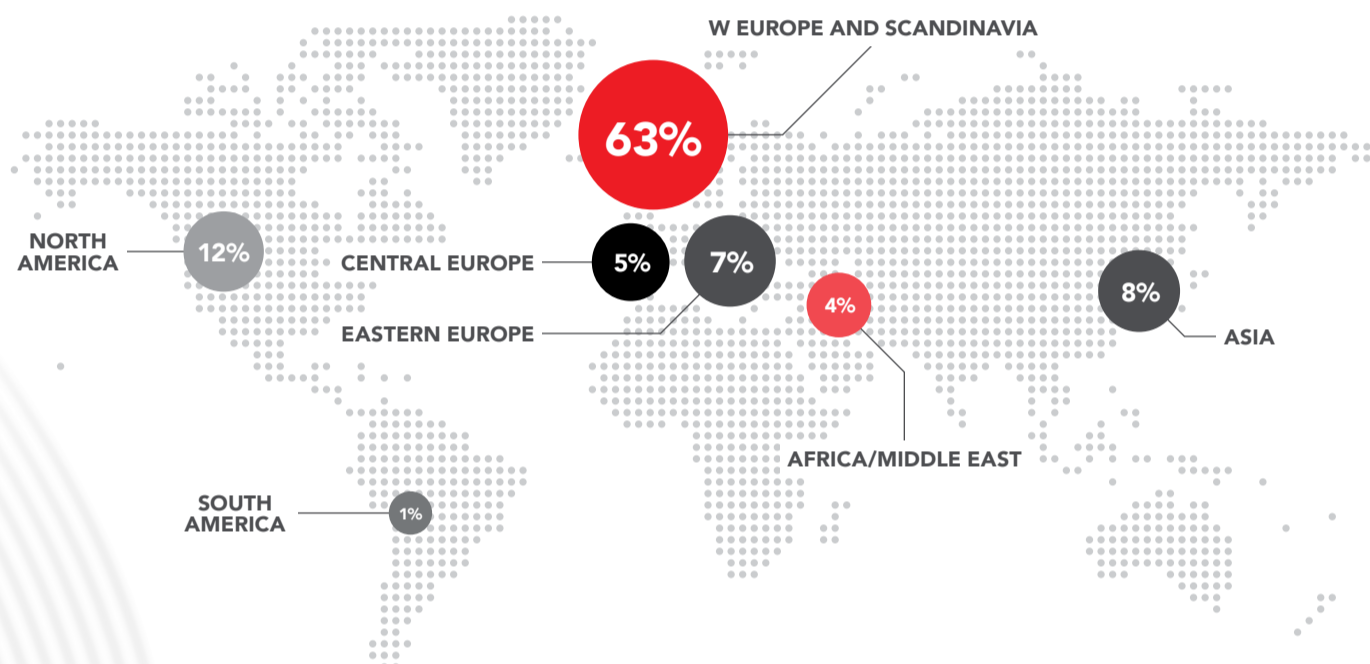 W EUROPE AND SCANDINAVIA
63%
NORTH
AMERICA
12%
CENTRAL EUROPE
5%
7%
EASTERN EUROPE
4%
8%
ASIA
AFRICA/MIDDLE EAST
SOUTH
AMERICA
1%